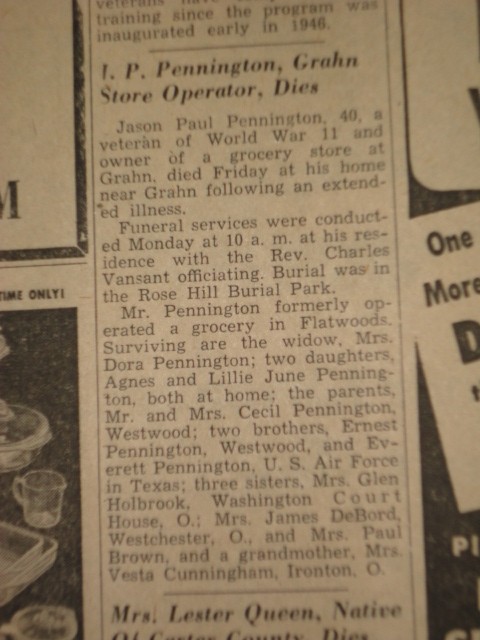 veterans have
training since the program was
inaugurated early in 1946.
J. P. Pennington, Grahn
Store Operator, Dies
Jason Paul Pennington, 40, a
veteran of World War 11 and
owner of a grocery store at
Grahn, died Friday at his home
near Grahn following an extend-
ed illness.
Funeral services were conduct-
ed Monday at 10 a. m. at his res-
idence with the Rev. Charles
Vansant officiating. Burial was in
the Rose Hill Burial Park.
Mr. Pennington formerly op-
erated a grocery in Flatwoods.
Surviving are the widow, Mrs.
Dora Pennington; two daughters,
Agnes and Lillie June Penning-
ton, both at home; the parents,
Mr. and Mrs. Cecil Pennington,
Westwood; two brothers, Ernest
Pennington, Westwood, and Ev-
erett Pennington, U. S. Air Force
in Texas; three sisters, Mrs. Glen
Holbrook, Washington Court
House, O.; Mrs. James DeBord,
Westchester, O., and Mrs. Paul
Brown, and a grandmother, Mrs.
Vesta Cunningham, Ironton, O.
Mrs. Lester Queen, Native
Of Carter County, Dies
M
TIME ONLY!
One
More
D
PI